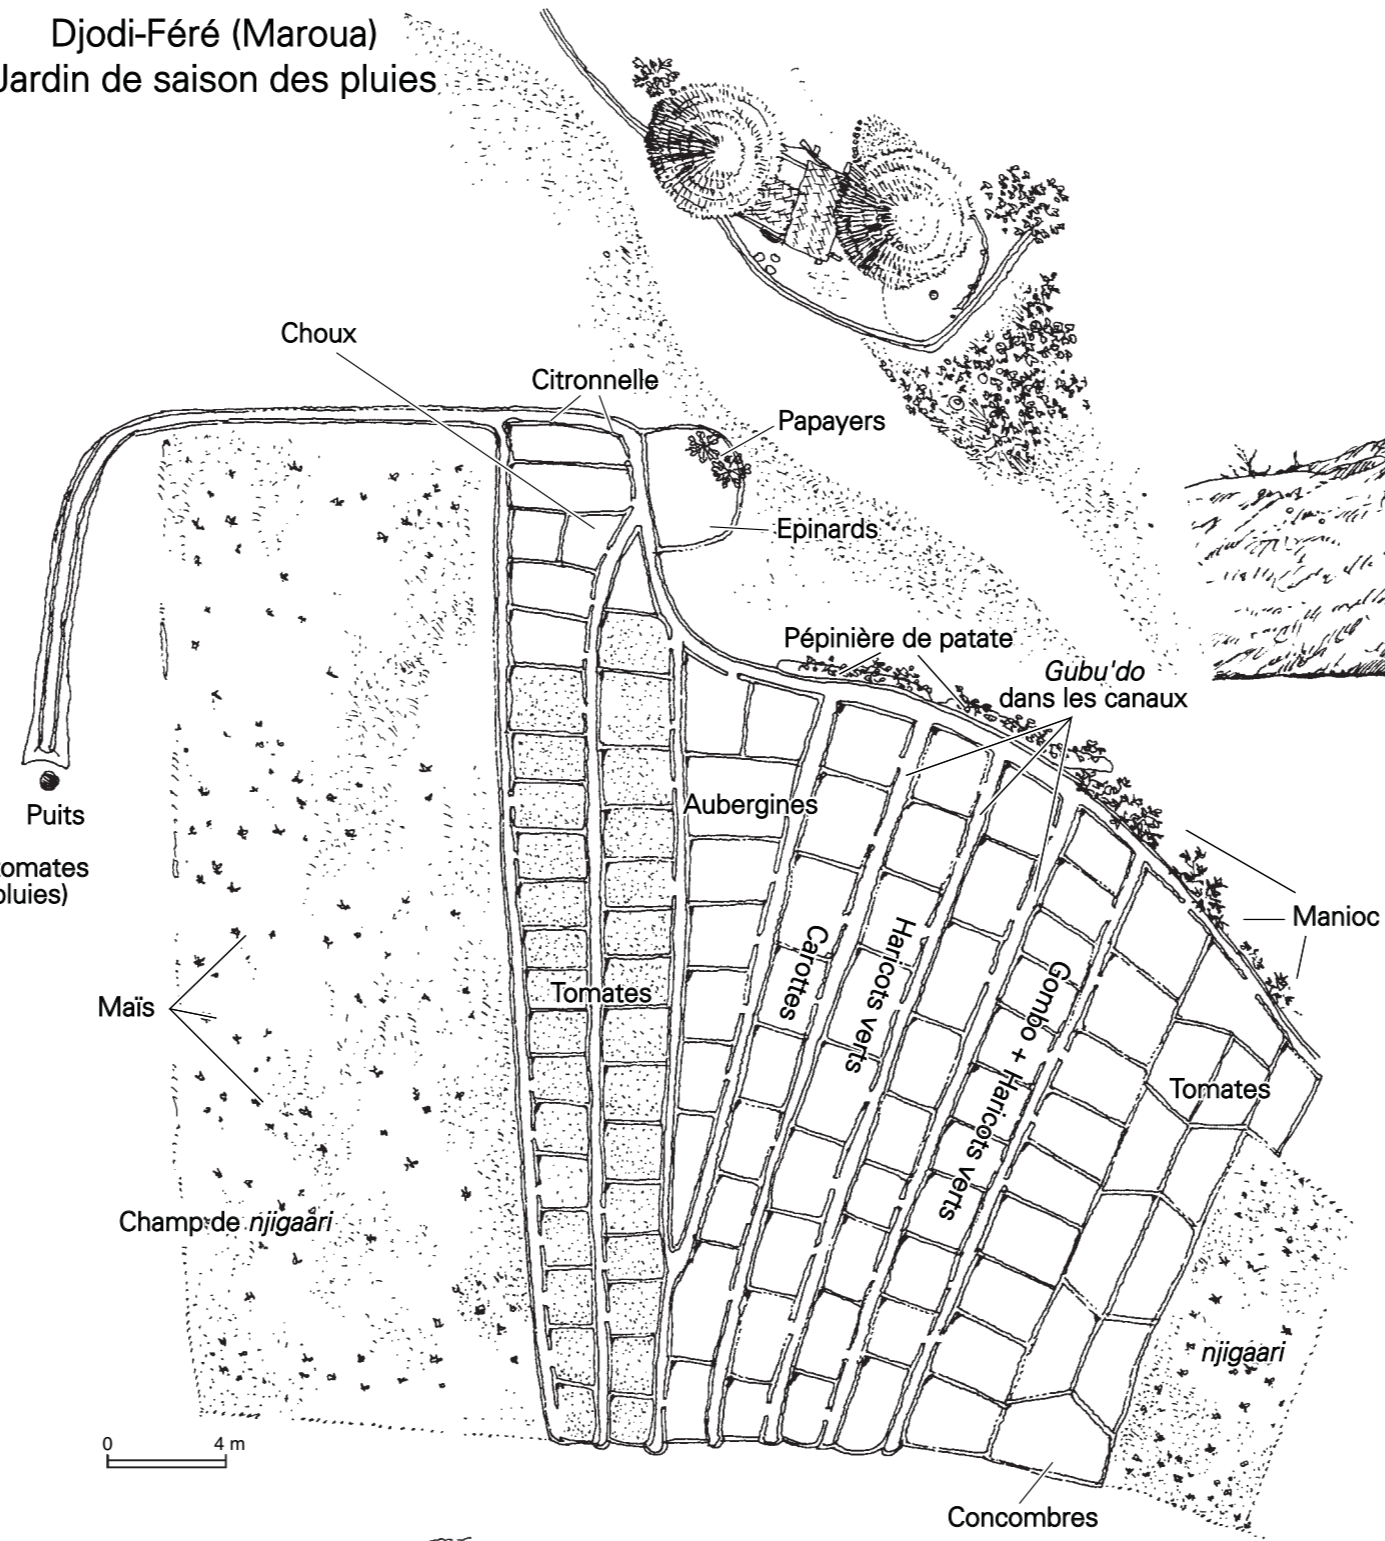 Djodi-Féré (Maroua)
Jardin de saison des pluies
Choux
Citronnelle
Papayers
Epinards
Pépinière de patate
Gubu'do
dans les canaux
Puits
tomates
pluies)
Aubergines
Carottes
Haricots verts
Gombo + Haricots verts
Manioc
Maïs
Tomates
Tomates
Champ de njigaari
njigaari
0 4 m
Concombres